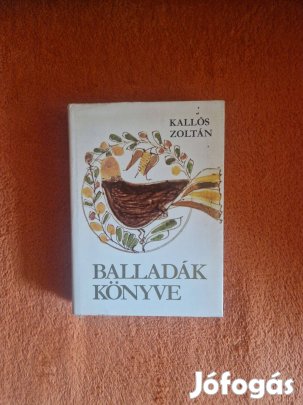 KALLÓS
ZOLTÁN
BALLADÁK
KÖNYVE
Jófogás